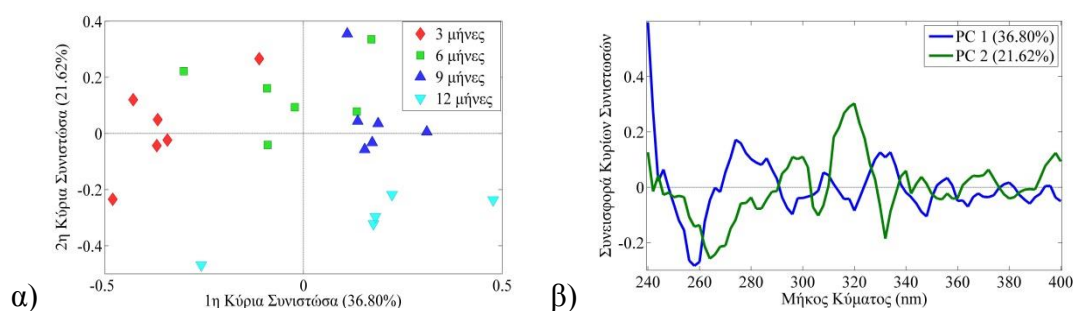 α)
2η Κύρια Συνιστώσα (21.62%)
0.4
0.2
0
-0.2
-0.4
-0.5
0
0.5
1η Κύρια Συνιστώσα (36.80%)
3 μήνες
6 μήνες
9 μήνες
12 μήνες
β)
Συνεισφορά Κυρίων Συνιστωσών
0.4
0.2
0
-0.2
240 260 280 300 320 340 360 380 400
Μήκος Κύματος (nm)
PC 1 (36.80%)
PC 2 (21.62%)